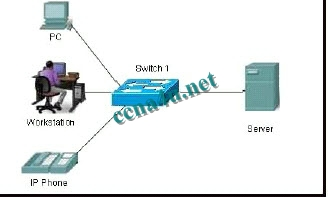 PC
Switch 1
ccna4u.net
Workstation
Server
IP Phone